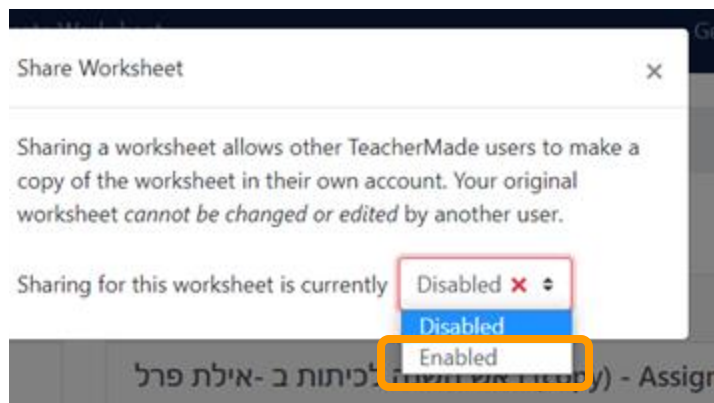 Share Worksheet ×
Sharing a worksheet allows other TeacherMade users to make a
copy of the worksheet in their own account. Your original
worksheet cannot be changed or edited by another user.
Sharing for this worksheet is currently Disabled ✕
Disabled
Enabled
לכיתות ב -אילת פרל (copy) - Assign